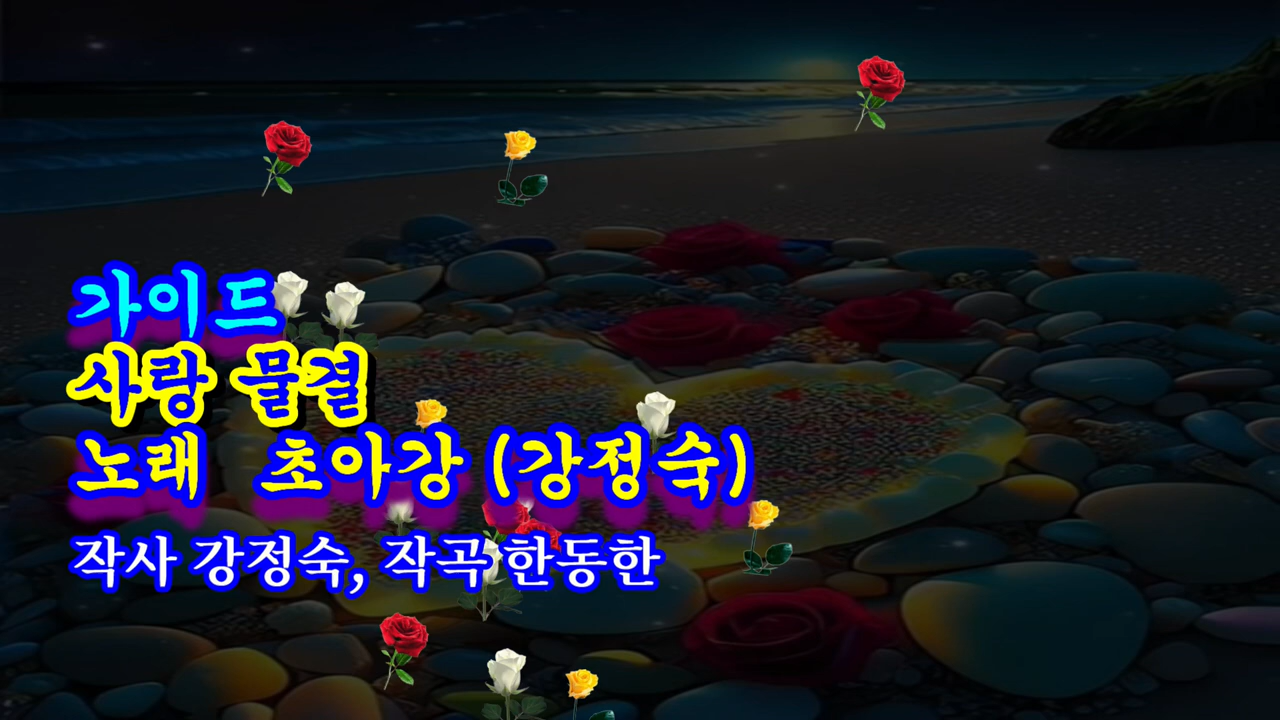 가이드
사랑 물결
노래 초아강 (강정숙)
작사 강정숙, 작곡 한동한